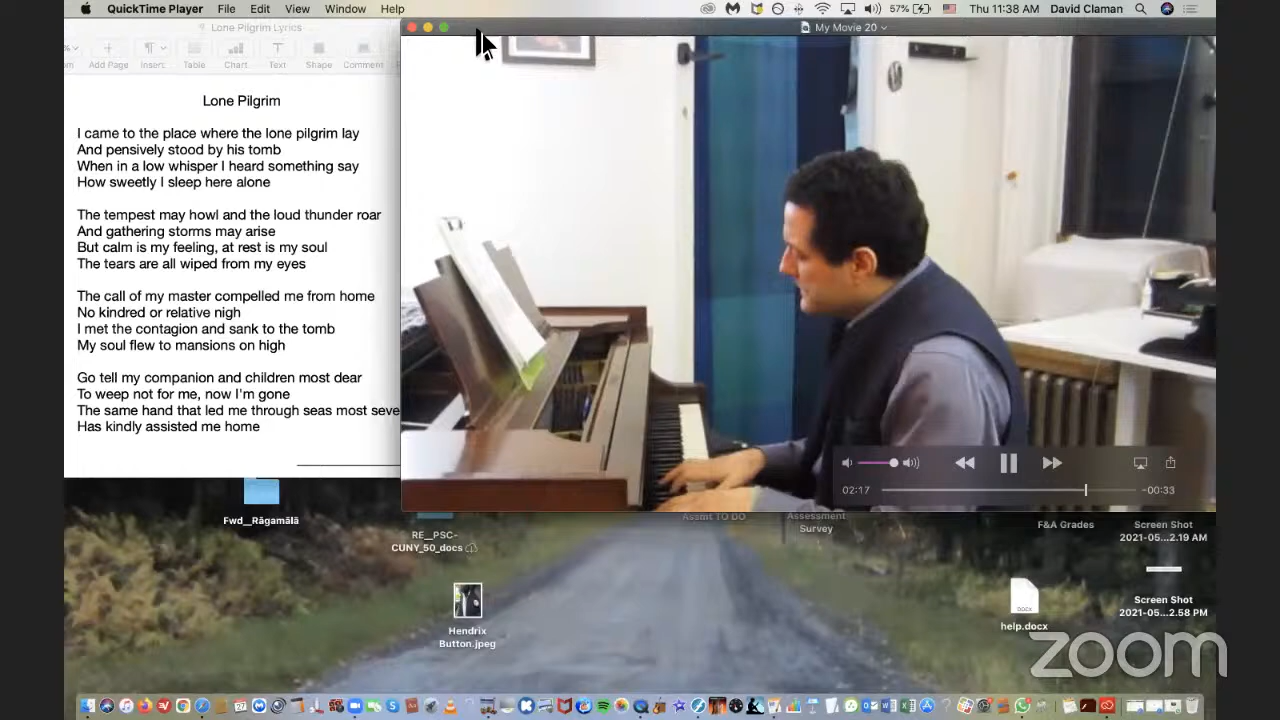 QuickTime Player File Edit View Window Help
57% Thu 11:38 AM David Claman
Lone Pilgrim Lyrics
My Movie 20
Add Page Insert Table Chart Text Shape Comment
Lone Pilgrim
I came to the place where the lone pilgrim lay
And pensively stood by his tomb
When in a low whisper I heard something say
How sweetly I sleep here alone
The tempest may howl and the loud thunder roar
And gathering storms may arise
But calm is my feeling, at rest is my soul
The tears are all wiped from my eyes
The call of my master compelled me from home
No kindred or relative nigh
I met the contagion and sank to the tomb
My soul flew to mansions on high
Go tell my companion and children most dear
To weep not for me, now I'm gone
The same hand that led me through seas most seve
Has kindly assisted me home
02:17 -00:33
Fwd__Rāgamālā
RE__PSC-
CUNY_50_docs
Assmt TO DO
Assessment
Survey
F&A Grades
Screen Shot
2021-05...2.19 AM
Hendrix
Button.jpeg
DOCX
help.docx
Screen Shot
2021-05...2.58 PM
zoom